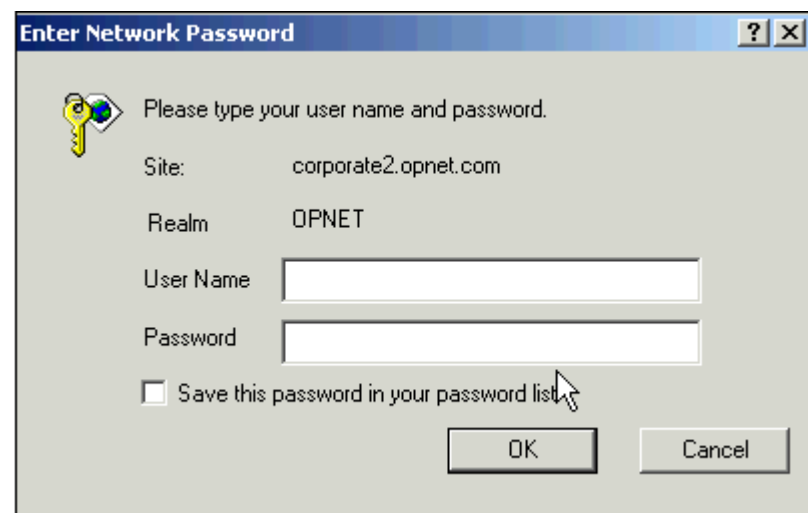 Enter Network Password
Please type your user name and password.
Site: corporate2.opnet.com
Realm OPNET
User Name
Password
Save this password in your password list
OK Cancel